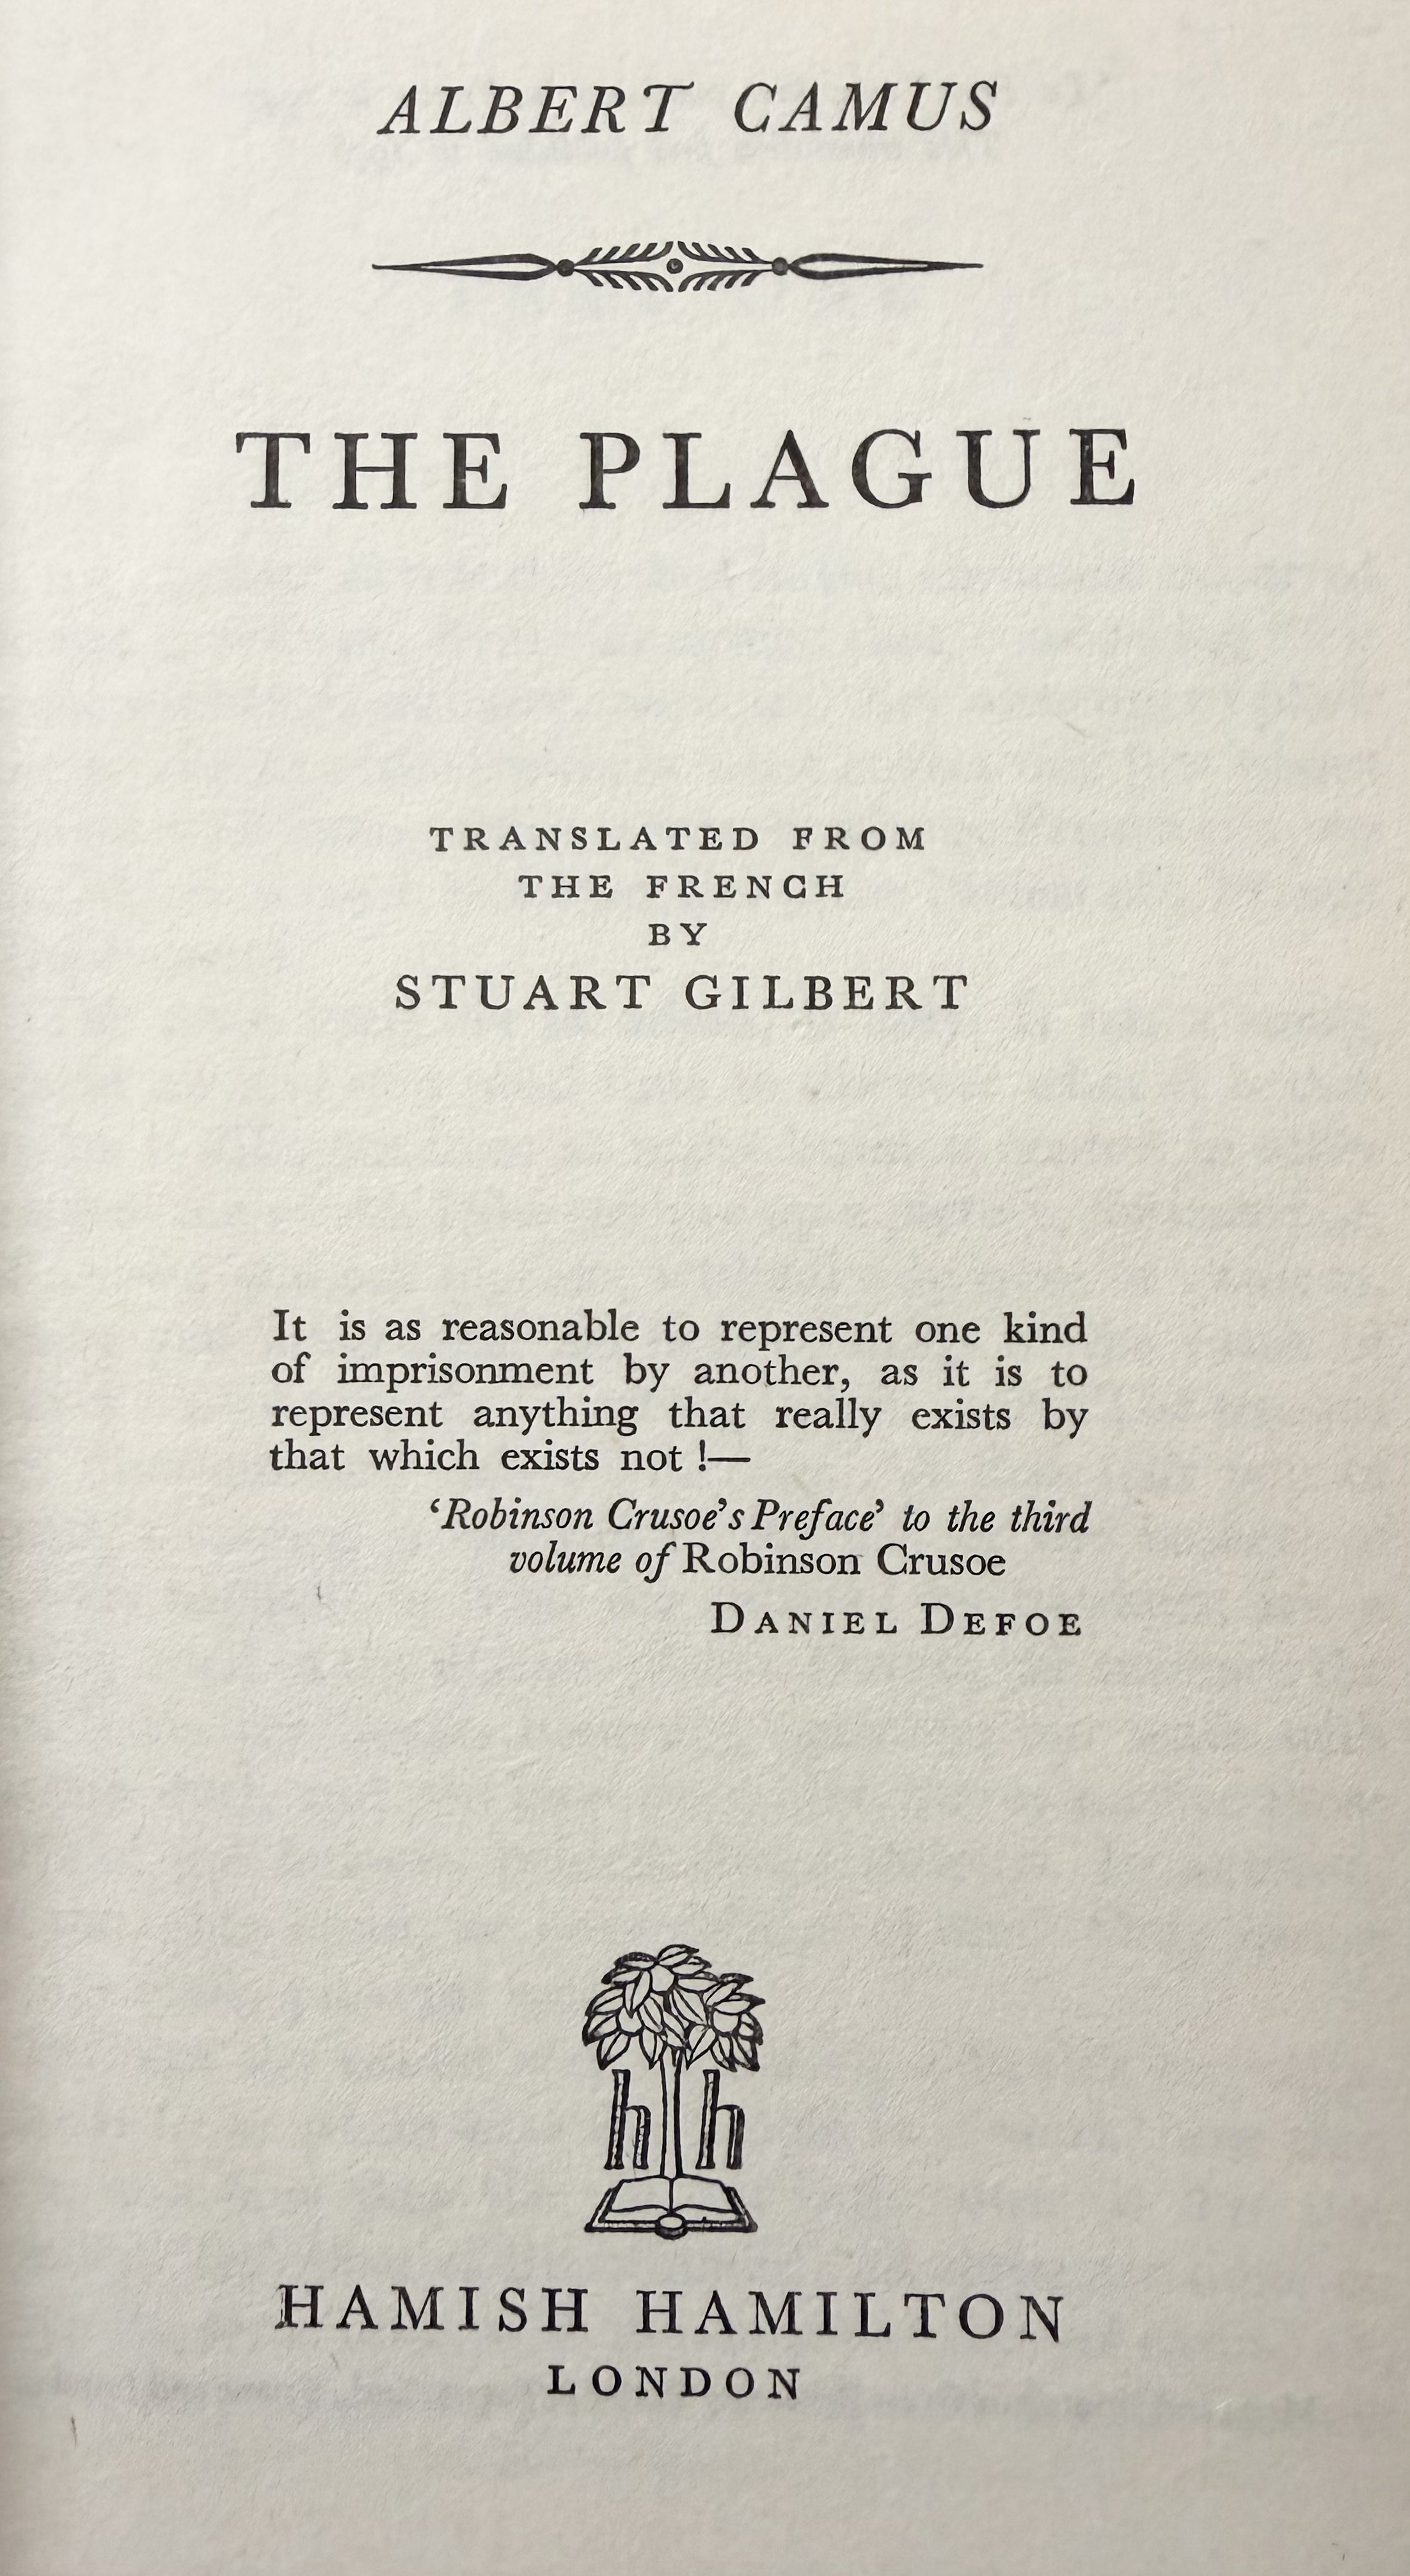 ALBERT CAMUS
THE PLAGUE
TRANSLATED FROM
THE FRENCH
BY
STUART GILBERT
It is as reasonable to represent one kind
of imprisonment by another, as it is to
represent anything that really exists by
that which exists not !—
‘Robinson Crusoe’s Preface’ to the third
volume of Robinson Crusoe
DANIEL DEFOE
h h
HAMISH HAMILTON
LONDON